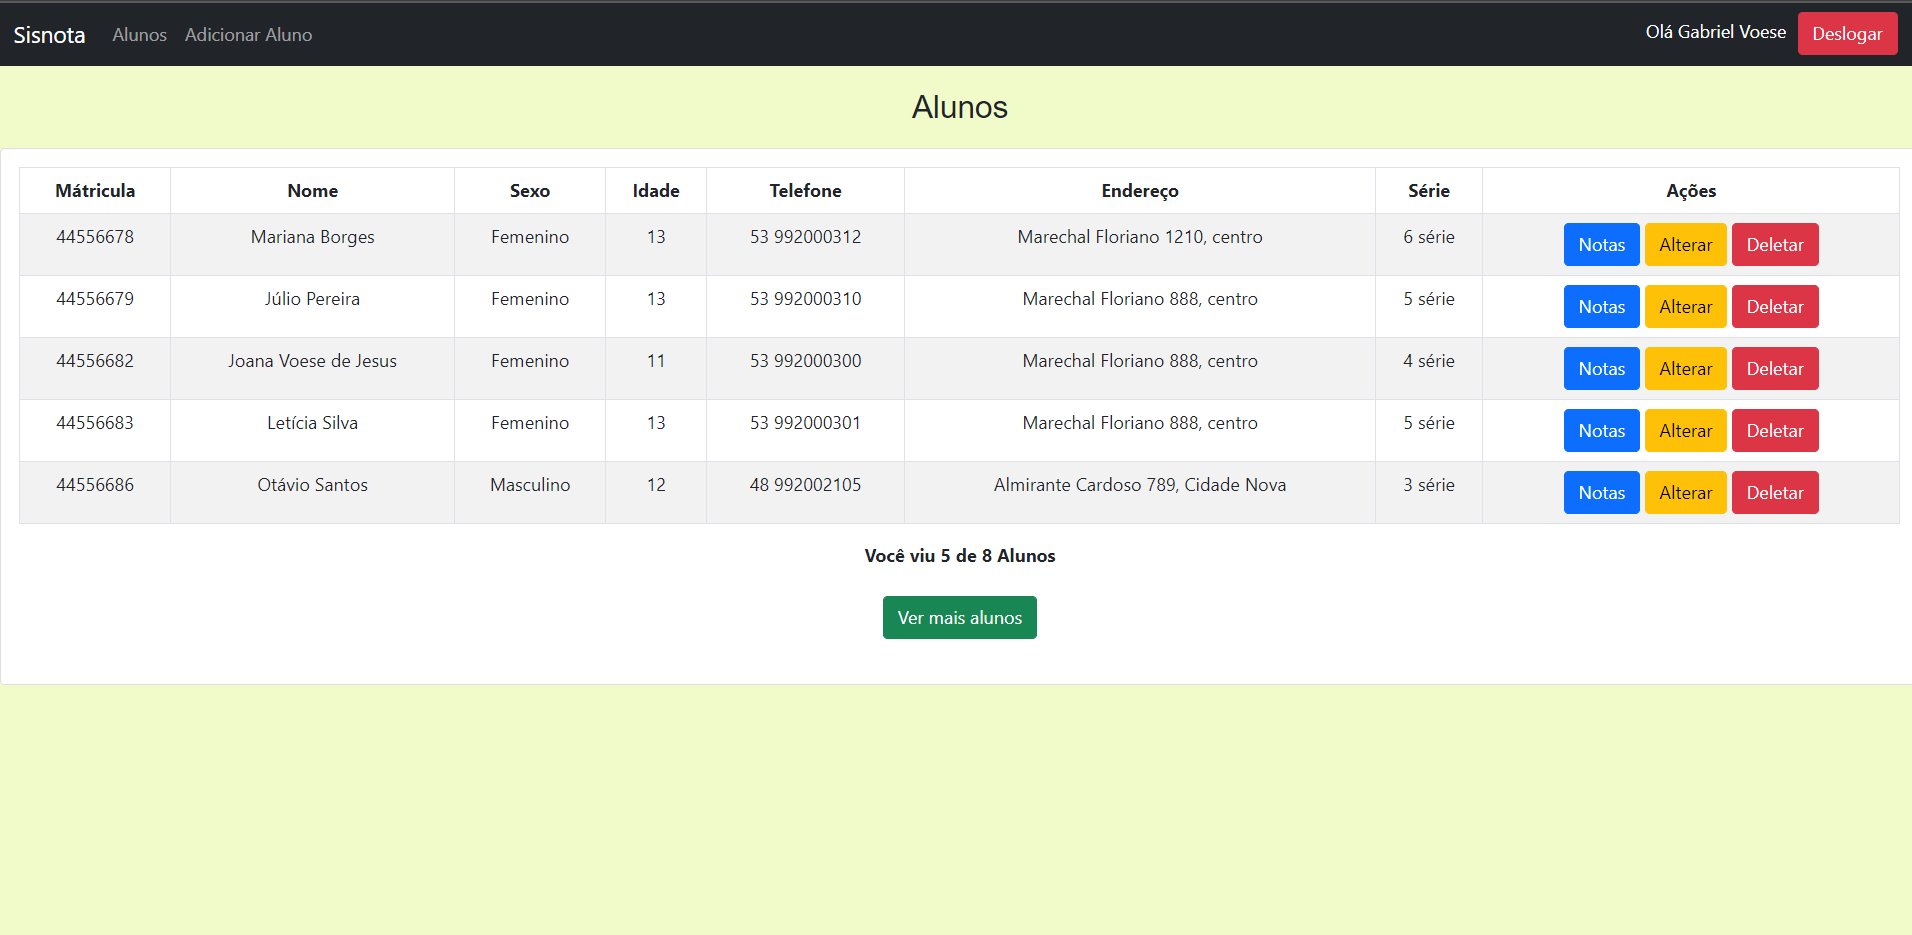 Sisnota Alunos Adicionar Aluno Olá Gabriel Voese Deslogar
Alunos
Mátricula Nome Sexo Idade Telefone Endereço Série Ações
44556678 Mariana Borges Femenino 13 53 992000312 Marechal Floriano 1210, centro 6 série Notas Alterar Deletar
44556679 Júlio Pereira Femenino 13 53 992000310 Marechal Floriano 888, centro 5 série Notas Alterar Deletar
44556682 Joana Voese de Jesus Femenino 11 53 992000300 Marechal Floriano 888, centro 4 série Notas Alterar Deletar
44556683 Letícia Silva Femenino 13 53 992000301 Marechal Floriano 888, centro 5 série Notas Alterar Deletar
44556686 Otávio Santos Masculino 12 48 992002105 Almirante Cardoso 789, Cidade Nova 3 série Notas Alterar Deletar
Você viu 5 de 8 Alunos
Ver mais alunos